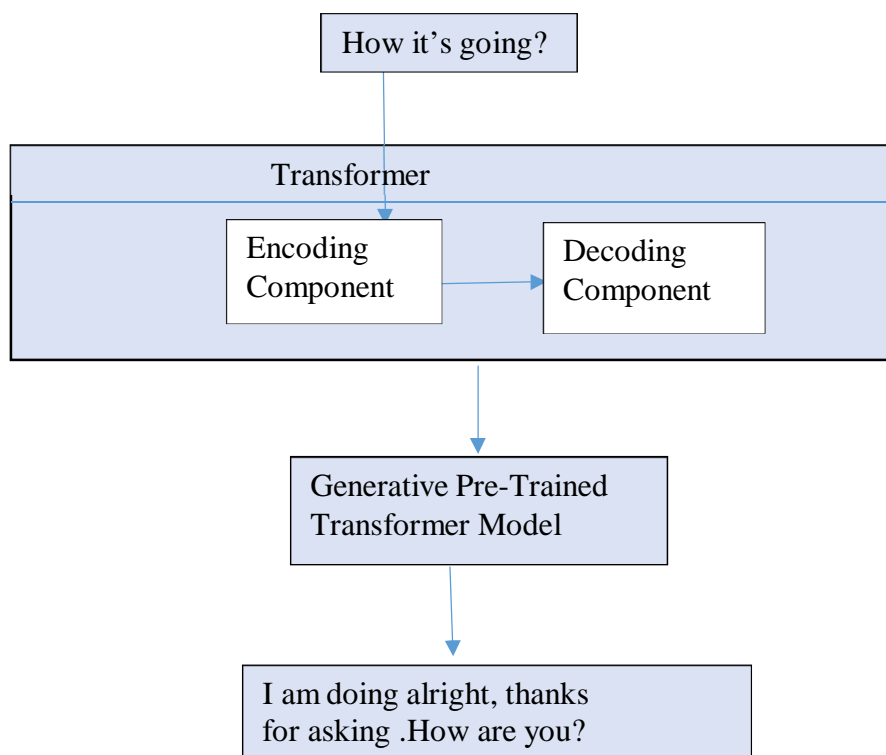 How it’s going?
Transformer
Encoding
Component
Decoding
Component
Generative Pre-Trained
Transformer Model
I am doing alright, thanks
for asking .How are you?